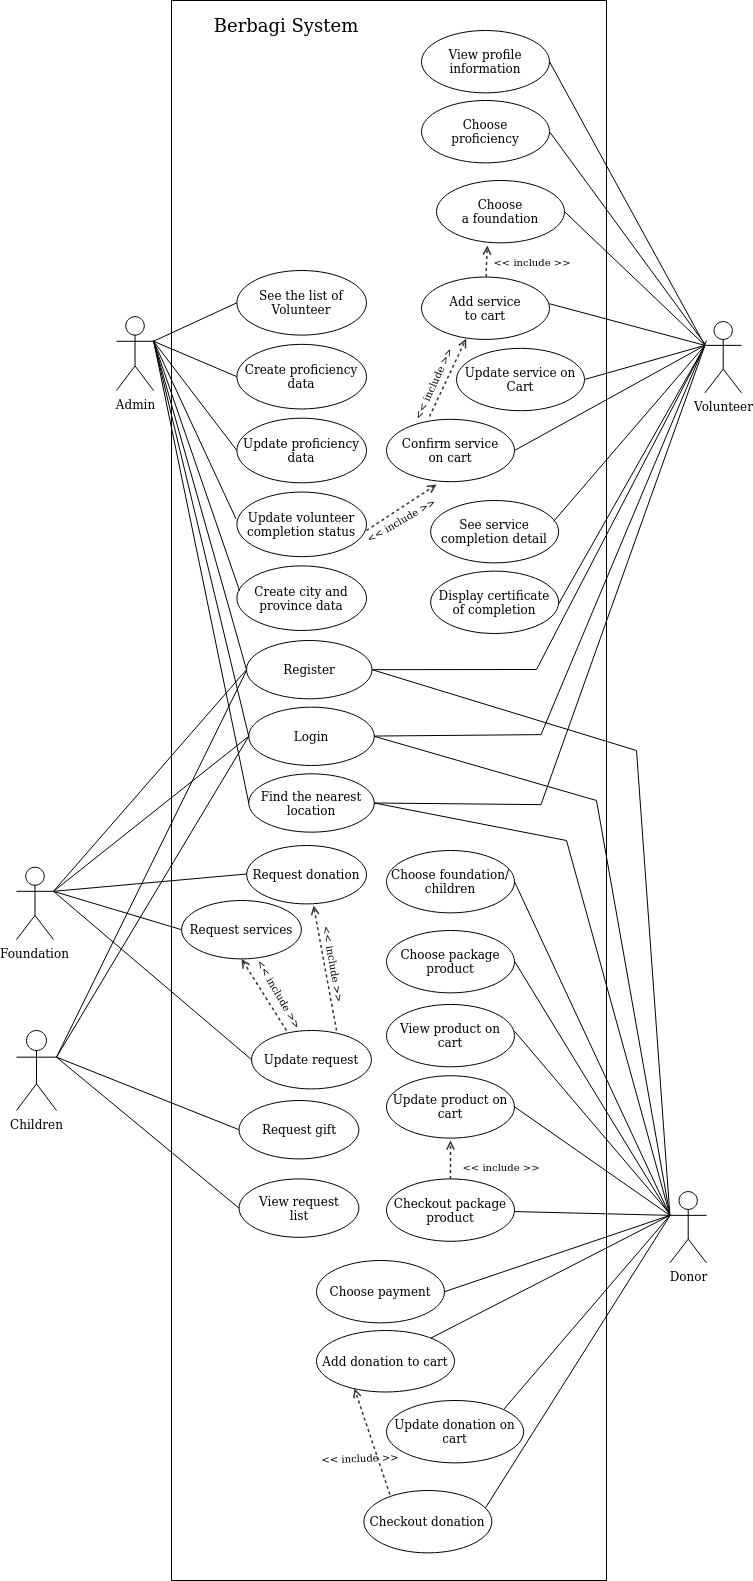 Berbagi System
View profile
information
Choose
proficiency
Choose
a foundation
<< include >>
See the list of
Volunteer
Add service
to cart
Admin
Volunteer
Create proficiency
data
<< include >>
Update service on
Cart
Update proficiency
data
Confirm service
on cart
Update volunteer
completion status
<< include >>
See service
completion detail
Create city and
province data
Display certificate
of completion
Register
Login
Find the nearest
location
Request donation
Choose foundation/
children
Foundation
Request services
<< include >>
<< include >>
Choose package
product
View product on
cart
Update request
Children
Update product on
cart
Request gift
<< include >>
View request
list
Checkout package
product
Donor
Choose payment
Add donation to cart
Update donation on
cart
<< include >>
Checkout donation